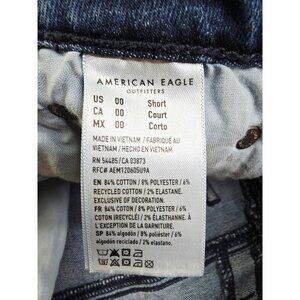 AMERICAN EAGLE
OUTFITTERS
US 00 Short
CA 00 Court
MX 00 Corto
MADE IN VIETNAM / FABRIQUÉ AU
VIETNAM / HECHO EN VIETNAM
RN 54485/CA 03873
RFC# AEM120605U9A
EN 84% COTTON / 8% POLYESTER / 6%
RECYCLED COTTON / 2% ELASTANE.
EXCLUSIVE OF DECORATION.
FR 84% COTON / 8% POLYESTER / 6%
COTON (RECYCLÉ) / 2% ÉLASTHANNE. À
L'EXCEPTION DE LA GARNITURE.
SP 84% algodón / 8% poliéster / 6%
algodón reciclado / 2% elastano.